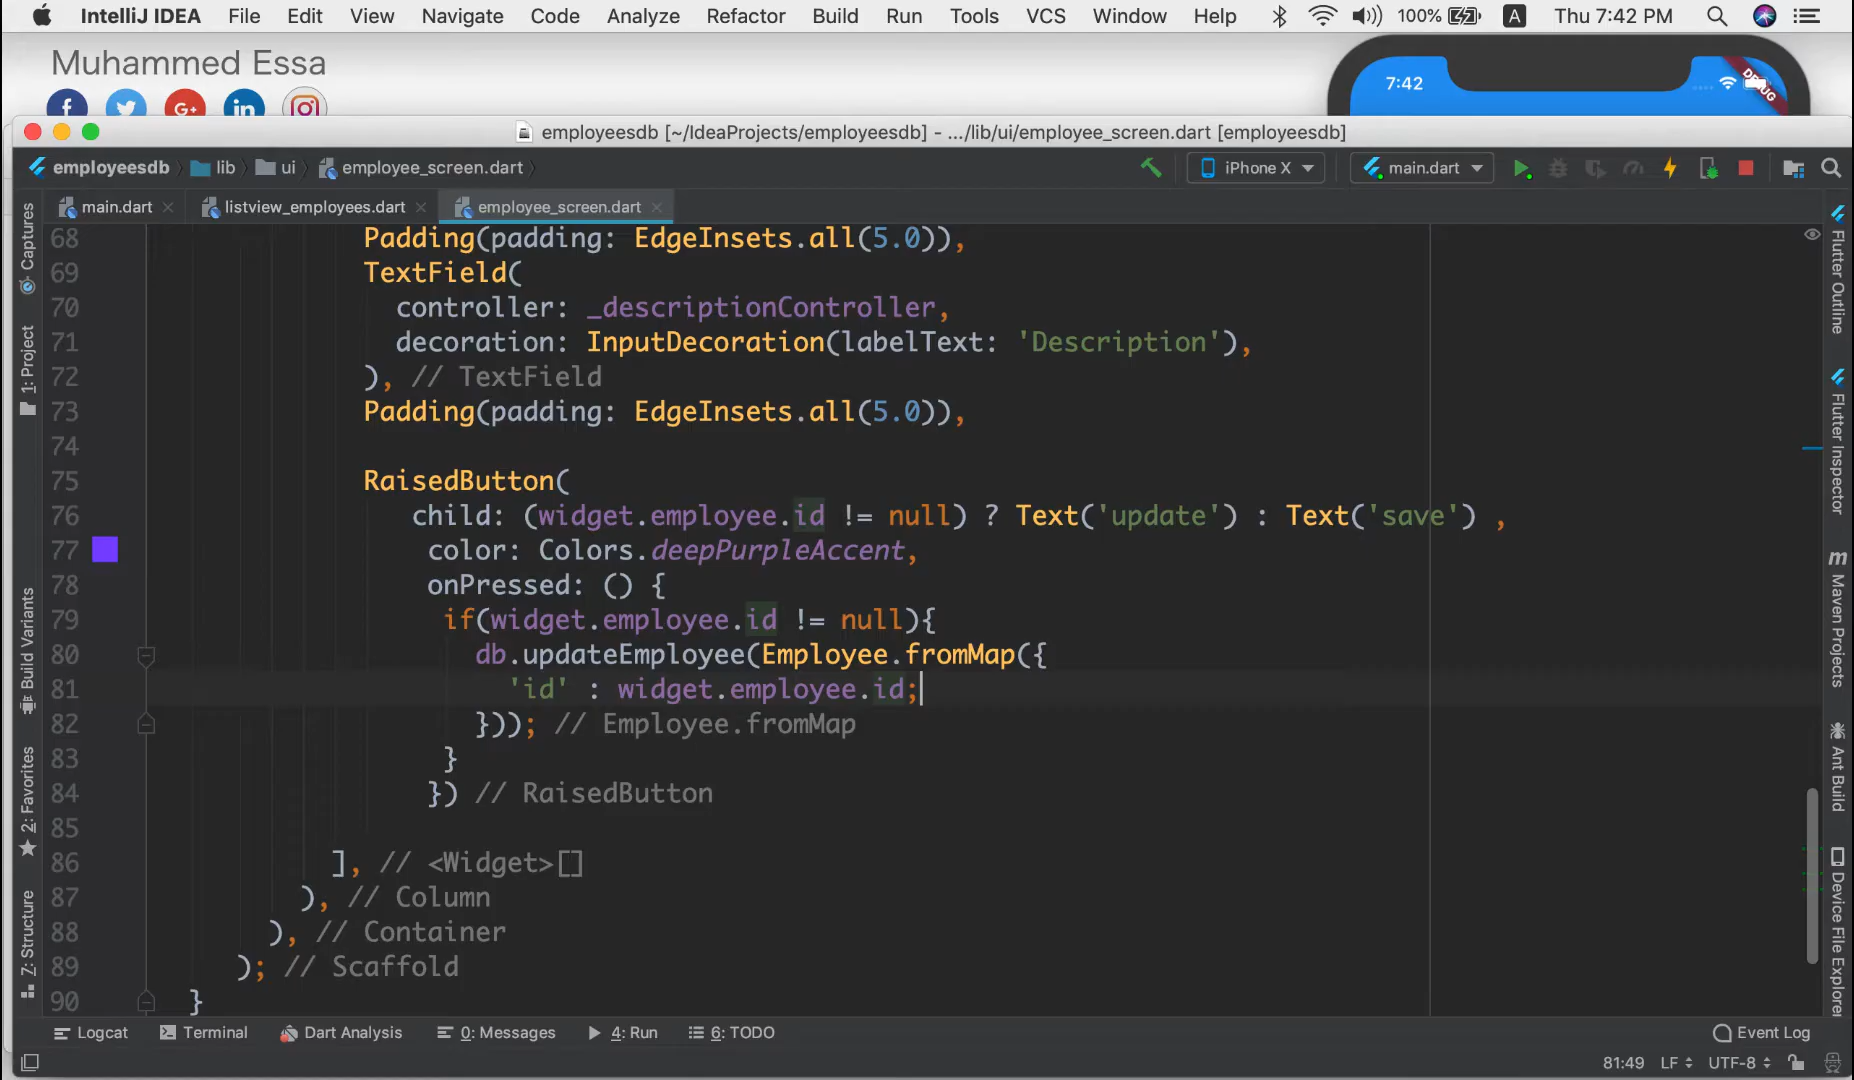 IntelliJ IDEA File Edit View Navigate Code Analyze Refactor Build Run Tools VCS Window Help 100% A Thu 7:42 PM
Muhammed Essa
7:42
DEBUG
employeesdb [~/IdeaProjects/employeesdb] - .../lib/ui/employee_screen.dart [employeesdb]
employeesdb lib ui employee_screen.dart iPhone X main.dart
main.dart listview_employees.dart employee_screen.dart
68 Padding(padding: EdgeInsets.all(5.0)),
69 TextField(
70 controller: _descriptionController,
71 decoration: InputDecoration(labelText: 'Description'),
72 ), // TextField
73 Padding(padding: EdgeInsets.all(5.0)),
74
75 RaisedButton(
76 child: (widget.employee.id != null) ? Text('update') : Text('save') ,
77 color: Colors.deepPurpleAccent,
78 onPressed: () {
79 if(widget.employee.id != null){
80 db.updateEmployee(Employee.fromMap({
81 'id' : widget.employee.id;
82 })); // Employee.fromMap
83 }
84 }) // RaisedButton
85
86 ], // <Widget>[]
87 ), // Column
88 ), // Container
89 ); // Scaffold
90 }
Captures
1: Project
Build Variants
2: Favorites
7: Structure
Flutter Outline
Flutter Inspector
Maven Projects
Ant Build
Device File Explorer
Logcat Terminal Dart Analysis 0: Messages 4: Run 6: TODO Event Log
81:49 LF UTF-8